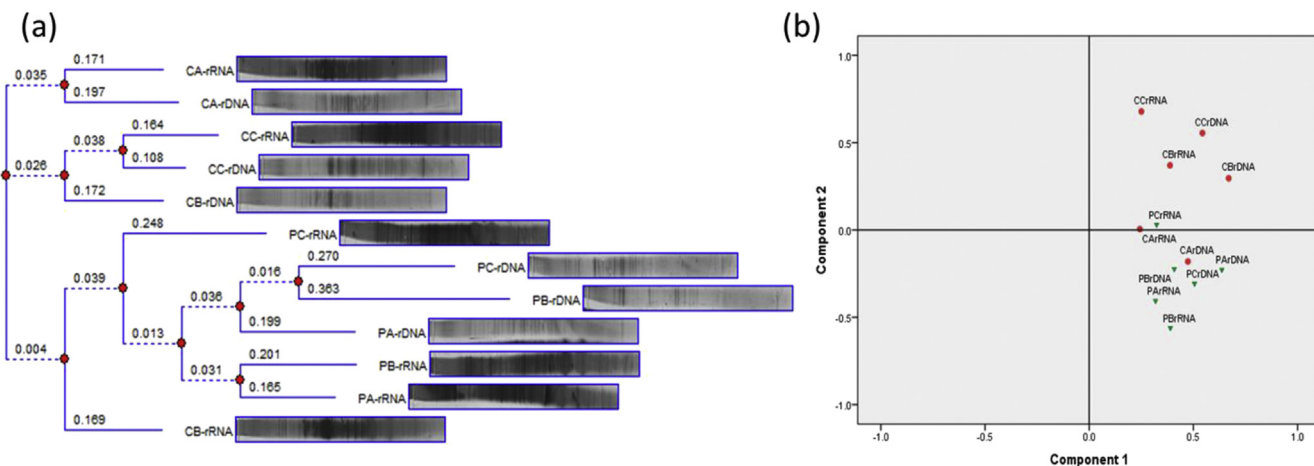 (a)
0.035
0.171
CA-rRNA
0.197
CA-rDNA
0.026
0.038
0.164
CC-rRNA
0.108
CC-rDNA
0.172
CB-rDNA
0.004
0.039
0.248
PC-rRNA
0.013
0.036
0.016
0.270
PC-rDNA
0.363
PB-rDNA
0.199
PA-rDNA
0.031
0.201
PB-rRNA
0.165
PA-rRNA
0.169
CB-rRNA
(b)
Component 2
1.0
0.5
0.0
-0.5
-1.0
CCrRNA
CCrDNA
CBrRNA
CBrDNA
PCrRNA
CArRNA
CArDNA
PArDNA
PBrDNA
PCrDNA
PArRNA
PBrRNA
-1.0 -0.5 0.0 0.5 1.0
Component 1